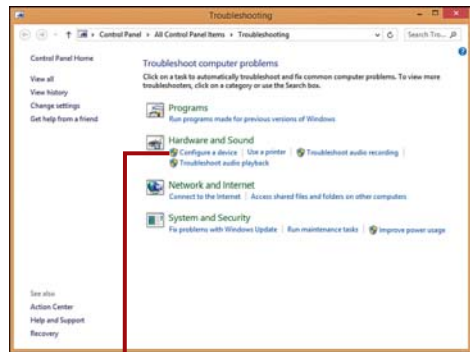 Troubleshooting
Control Panel ▸ All Control Panel Items ▸ Troubleshooting
Search Tro...
Control Panel Home
View all
View history
Change settings
Get help from a friend
Troubleshoot computer problems
Click on a task to automatically troubleshoot and fix common computer problems. To view more
troubleshooters, click on a category or use the Search box.
Programs
Run programs made for previous versions of Windows
Hardware and Sound
Configure a device | Use a printer | Troubleshoot audio recording |
Troubleshoot audio playback
Network and Internet
Connect to the Internet | Access shared files and folders on other computers
System and Security
Fix problems with Windows Update | Run maintenance tasks | Improve power usage
See also
Action Center
Help and Support
Recovery